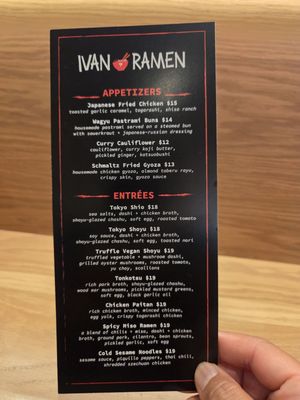 IVAN RAMEN
APPETIZERS
Japanese Fried Chicken $15
toasted garlic caramel, togarashi, shiso ranch
Wagyu Pastrami Buns $14
housemade pastrami served on a steamed bun
with sauerkraut + japanese-russian dressing
Curry Cauliflower $12
cauliflower, curry koji butter,
pickled ginger, katsuobushi
Schmaltz Fried Gyoza $13
housemade chicken gyoza, almond taberu rayu,
crispy skin, gyoza sauce
ENTRÉES
Tokyo Shio $18
sea salts, dashi + chicken broth,
shoyu-glazed chashu, soft egg, roasted tomato
Tokyo Shoyu $18
soy sauce, dashi + chicken broth,
shoyu-glazed chashu, soft egg, toasted nori
Truffle Vegan Shoyu $19
truffled vegetable + mushroom dashi,
grilled oyster mushrooms, roasted tomato,
yu choy, scallions
Tonkotsu $19
rich pork broth, shoyu-glazed chashu,
wood ear mushrooms, pickled mustard greens,
soft egg, black garlic oil
Chicken Paitan $19
rich chicken broth, minced chicken,
egg yolk, crispy togarashi chicken
Spicy Miso Ramen $19
a blend of chilis + miso, dashi + chicken
broth, ground pork, cilantro, bean sprouts,
pickled garlic, soft egg
Cold Sesame Noodles $19
sesame sauce, piquillo peppers, thai chili,
shredded szechuan chicken